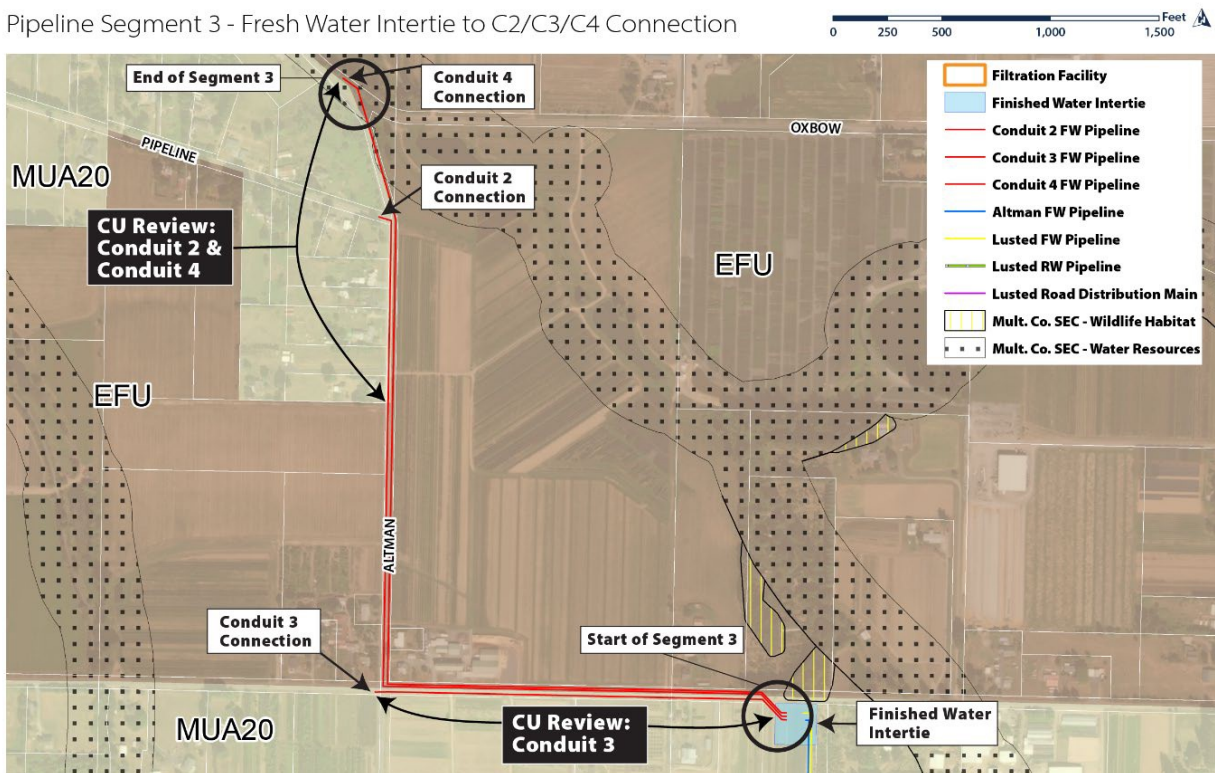 Pipeline Segment 3 - Fresh Water Intertie to C2/C3/C4 Connection
Feet
0 250 500 1,000 1,500
End of Segment 3
Conduit 4
Connection
Filtration Facility
Finished Water Intertie
Conduit 2 FW Pipeline
Conduit 3 FW Pipeline
Conduit 4 FW Pipeline
Altman FW Pipeline
Lusted FW Pipeline
Lusted RW Pipeline
Lusted Road Distribution Main
Mult. Co. SEC - Wildlife Habitat
Mult. Co. SEC - Water Resources
OXBOW
PIPELINE
MUA20
Conduit 2
Connection
CU Review:
Conduit 2 &
Conduit 4
EFU
EFU
ALTMAN
Conduit 3
Connection
Start of Segment 3
MUA20
CU Review:
Conduit 3
Finished Water
Intertie